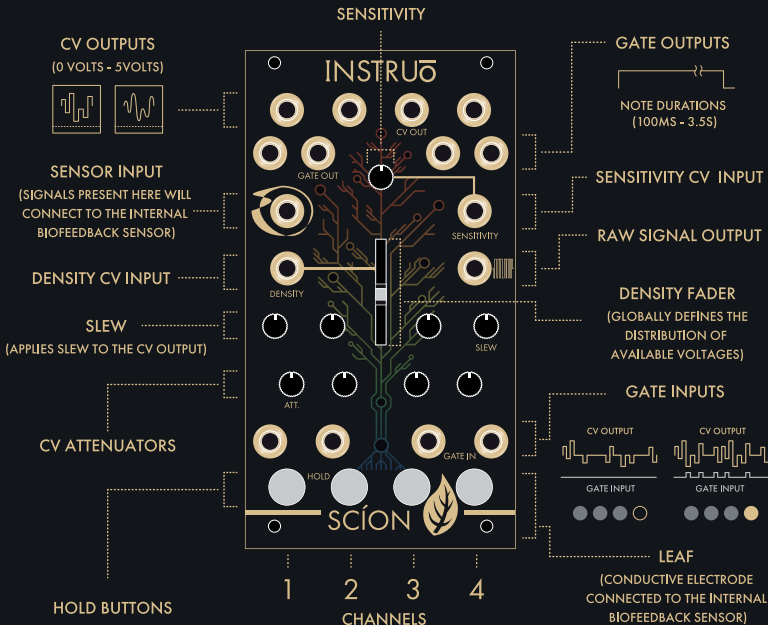 SENSITIVITY
CV OUTPUTS
(0 VOLTS - 5VOLTS)
SENSOR INPUT
(SIGNALS PRESENT HERE WILL
CONNECT TO THE INTERNAL
BIOFEEDBACK SENSOR)
DENSITY CV INPUT
SLEW
(APPLIES SLEW TO THE CV OUTPUT)
CV ATTENUATORS
HOLD BUTTONS
INSTRUō
CV OUT
GATE OUT
SENSITIVITY
DENSITY
SLEW
ATT.
GATE IN
HOLD
SCÍON
1 2 3 4
CHANNELS
GATE OUTPUTS
NOTE DURATIONS
(100MS - 3.5S)
SENSITIVITY CV INPUT
RAW SIGNAL OUTPUT
DENSITY FADER
(GLOBALLY DEFINES THE
DISTRIBUTION OF
AVAILABLE VOLTAGES)
GATE INPUTS
CV OUTPUT CV OUTPUT
GATE INPUT GATE INPUT
LEAF
(CONDUCTIVE ELECTRODE
CONNECTED TO THE INTERNAL
BIOFEEDBACK SENSOR)